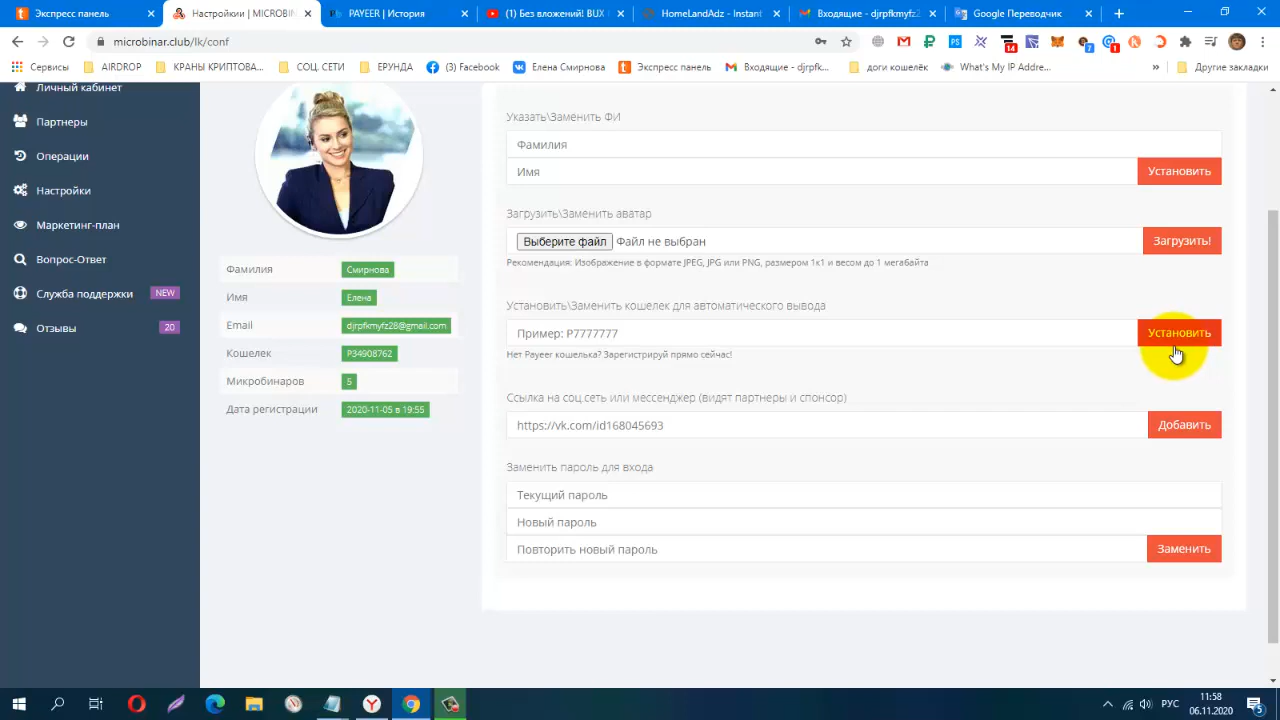 Экспресс панель
Настройки | MICROBIN
PAYEER | История
(1) Без вложений! BUX
HomeLandAdz - Instant
Входящие - djrpfkmyfz2
Google Переводчик
microbinar.club/lk/conf
14
7
1
Сервисы
AIRDROP
КРАНЫ КРИПТОВА...
СОЦ. СЕТИ
ЕРУНДА
(3) Facebook
Елена Смирнова
Экспресс панель
Входящие - djrpfk...
доги кошелёк
What's My IP Addre...
»
Другие закладки
Личный кабинет
Партнеры
Операции
Настройки
Маркетинг-план
Вопрос-Ответ
Служба поддержки NEW
Отзывы 20
Фамилия Смирнова
Имя Елена
Email djrpfkmyfz28@gmail.com
Кошелек P34908762
Микробинаров 5
Дата регистрации 2020-11-05 в 19:55
Указать\Заменить ФИ
Фамилия
Имя
Установить
Загрузить\Заменить аватар
Выберите файл Файл не выбран
Загрузить!
Рекомендация: Изображение в формате JPEG, JPG или PNG, размером 1к1 и весом до 1 мегабайта
Установить\Заменить кошелек для автоматического вывода
Пример: P7777777
Установить
Нет Payeer кошелька? Зарегистрируй прямо сейчас!
Ссылка на соц.сеть или мессенджер (видят партнеры и спонсор)
https://vk.com/id168045693
Добавить
Заменить пароль для входа
Текущий пароль
Новый пароль
Повторить новый пароль
Заменить
РУС
11:58
06.11.2020